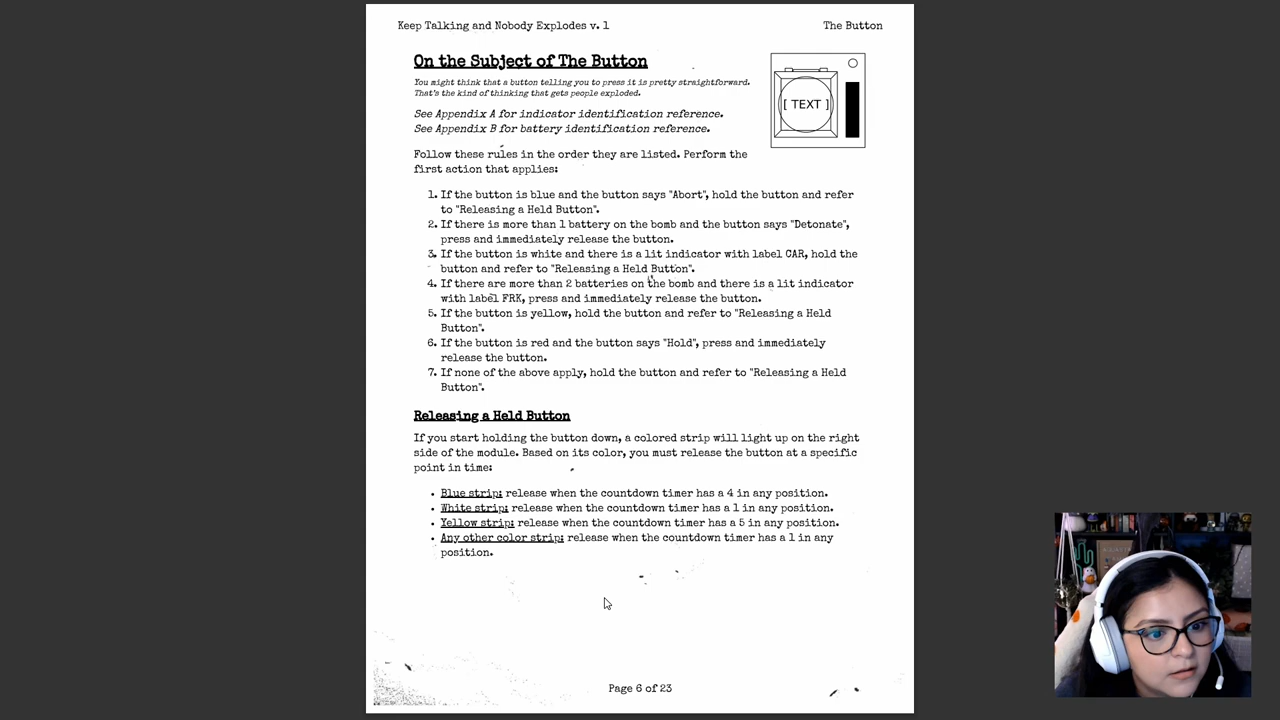 Keep Talking and Nobody Explodes v. 1
The Button
On the Subject of The Button
You might think that a button telling you to press it is pretty straightforward.
That's the kind of thinking that gets people exploded.
See Appendix A for indicator identification reference.
See Appendix B for battery identification reference.
[ TEXT ]
Follow these rules in the order they are listed. Perform the
first action that applies:
1. If the button is blue and the button says "Abort", hold the button and refer
to "Releasing a Held Button".
2. If there is more than 1 battery on the bomb and the button says "Detonate",
press and immediately release the button.
3. If the button is white and there is a lit indicator with label CAR, hold the
button and refer to "Releasing a Held Button".
4. If there are more than 2 batteries on the bomb and there is a lit indicator
with label FRK, press and immediately release the button.
5. If the button is yellow, hold the button and refer to "Releasing a Held
Button".
6. If the button is red and the button says "Hold", press and immediately
release the button.
7. If none of the above apply, hold the button and refer to "Releasing a Held
Button".
Releasing a Held Button
If you start holding the button down, a colored strip will light up on the right
side of the module. Based on its color, you must release the button at a specific
point in time:
• Blue strip: release when the countdown timer has a 4 in any position.
• White strip: release when the countdown timer has a 1 in any position.
• Yellow strip: release when the countdown timer has a 5 in any position.
• Any other color strip: release when the countdown timer has a 1 in any
position.
Page 6 of 23